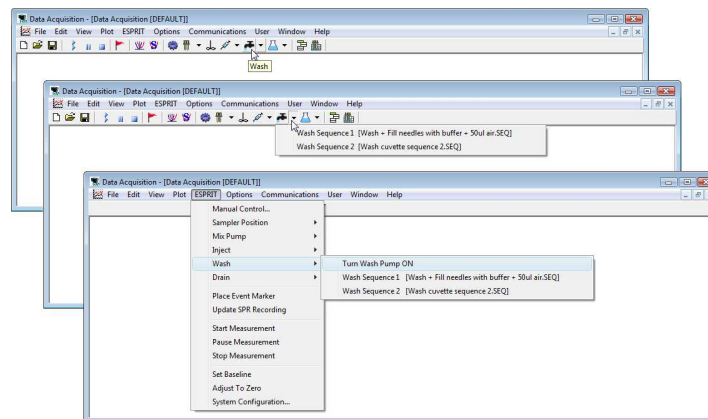 Data Acquisition - [Data Acquisition [DEFAULT]]
File Edit View Plot ESPRIT Options Communications User Window Help
Wash
Data Acquisition - [Data Acquisition [DEFAULT]]
File Edit View Plot ESPRIT Options Communications User Window Help
Wash Sequence 1 [Wash + Fill needles with buffer + 50ul air.SEQ]
Wash Sequence 2 [Wash cuvette sequence 2.SEQ]
Data Acquisition - [Data Acquisition [DEFAULT]]
File Edit View Plot ESPRIT Options Communications User Window Help
Manual Control...
Sampler Position
Mix Pump
Inject
Wash
Drain
Place Event Marker
Update SPR Recording
Start Measurement
Pause Measurement
Stop Measurement
Set Baseline
Adjust To Zero
System Configuration...
Turn Wash Pump ON
Wash Sequence 1 [Wash + Fill needles with buffer + 50ul air.SEQ]
Wash Sequence 2 [Wash cuvette sequence 2.SEQ]